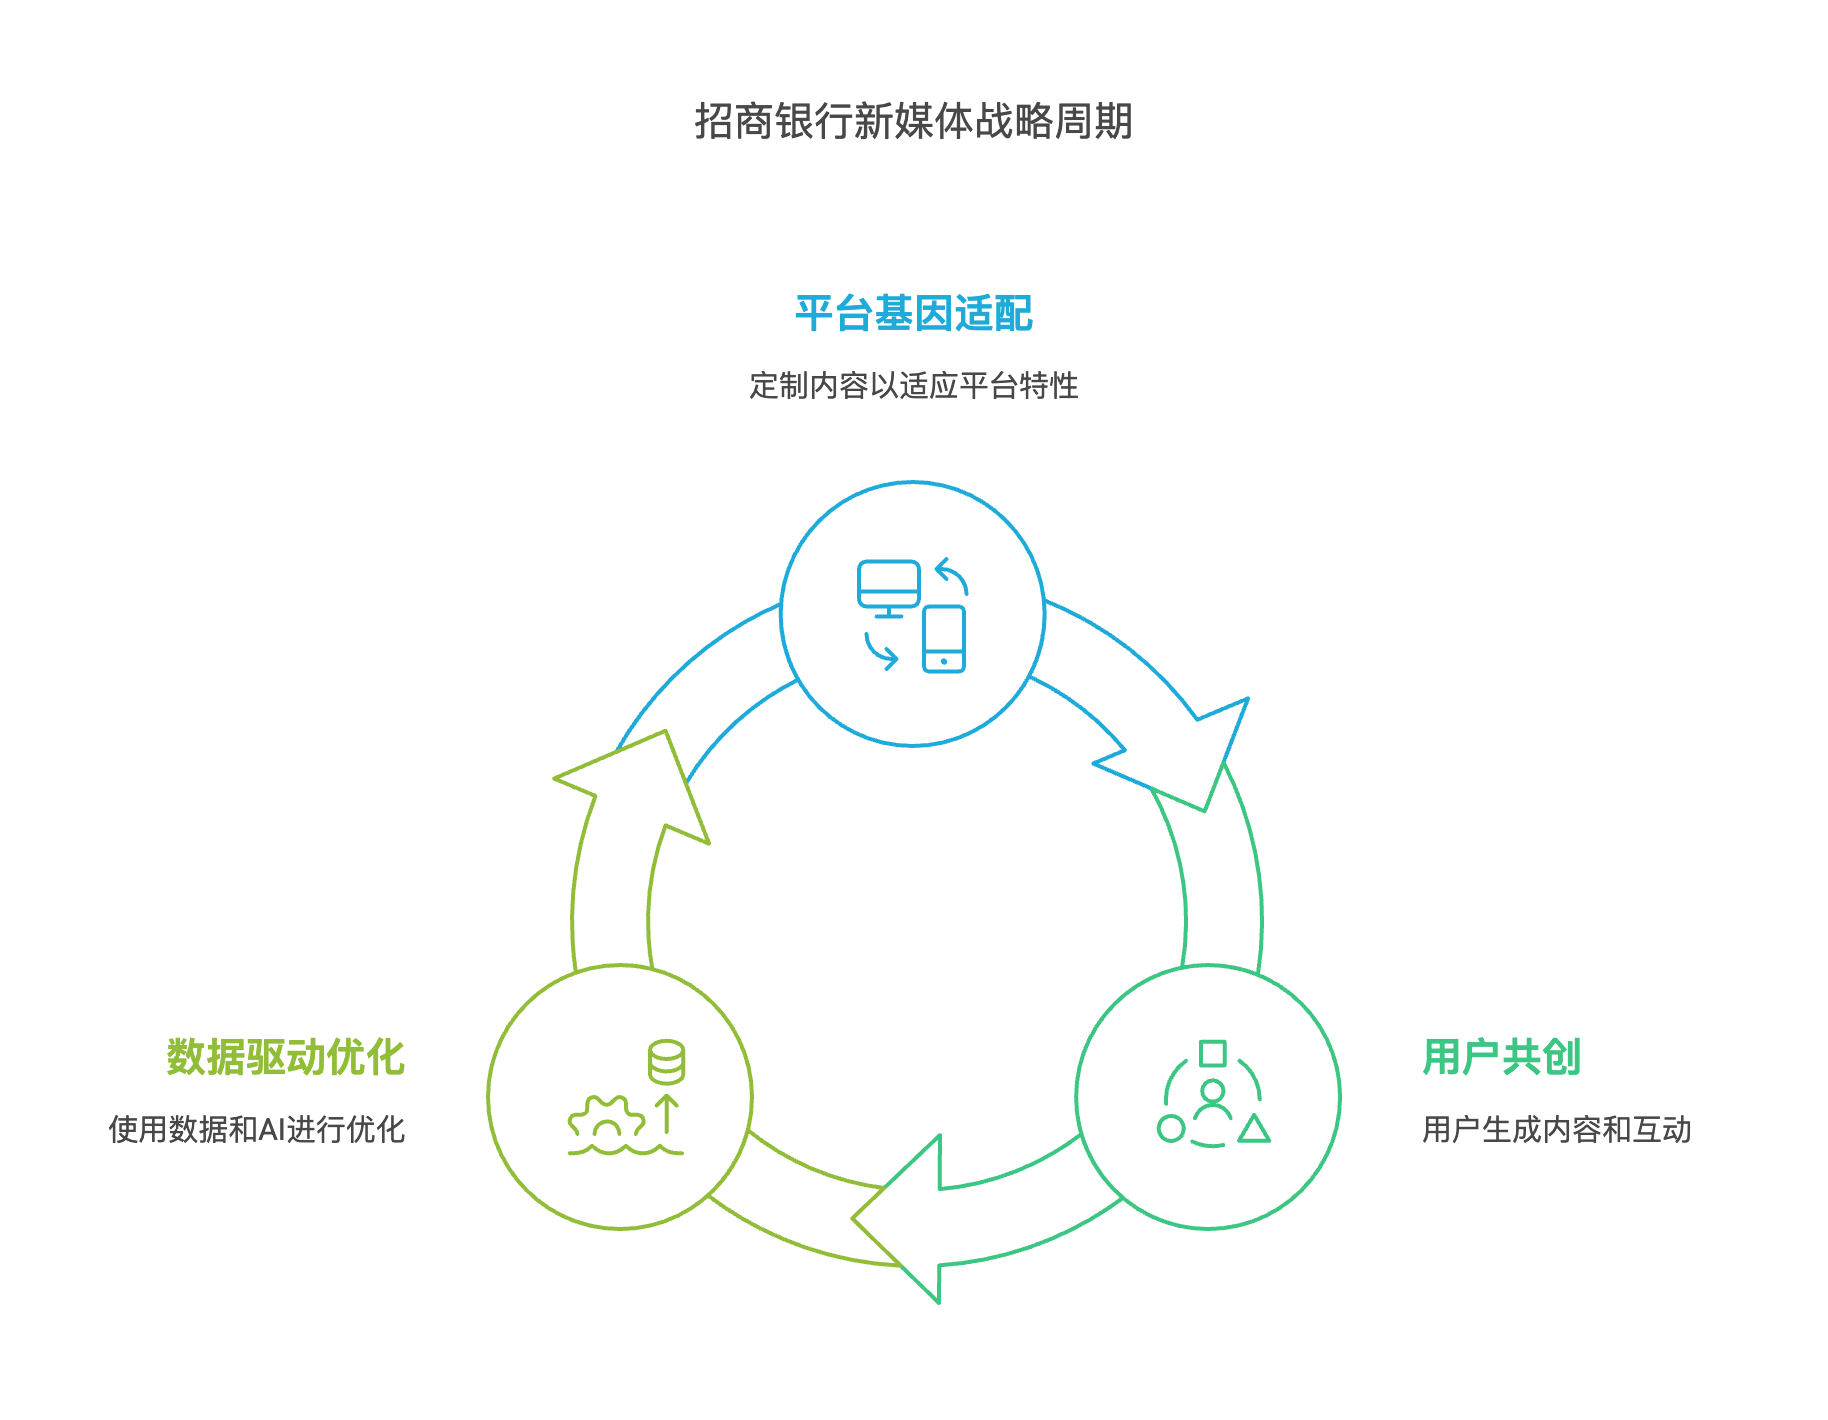 招商银行新媒体战略周期
平台基因适配
定制内容以适应平台特性
数据驱动优化
使用数据和AI进行优化
用户共创
用户生成内容和互动